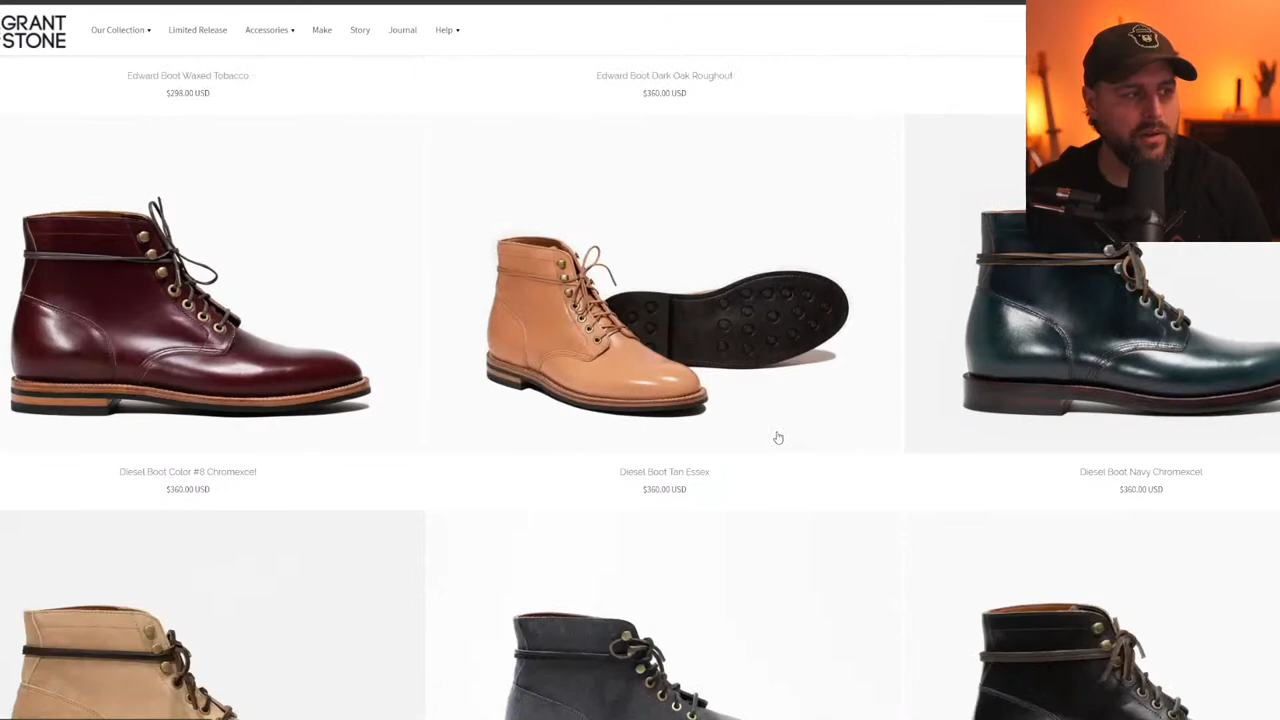 GRANT
STONE
Our Collection ▾
Limited Release
Accessories ▾
Make
Story
Journal
Help ▾
Edward Boot Waxed Tobacco
$298.00 USD
Edward Boot Dark Oak Roughout
$360.00 USD
Diesel Boot Color #8 Chromexcel
$360.00 USD
Diesel Boot Tan Essex
$360.00 USD
Diesel Boot Navy Chromexcel
$360.00 USD